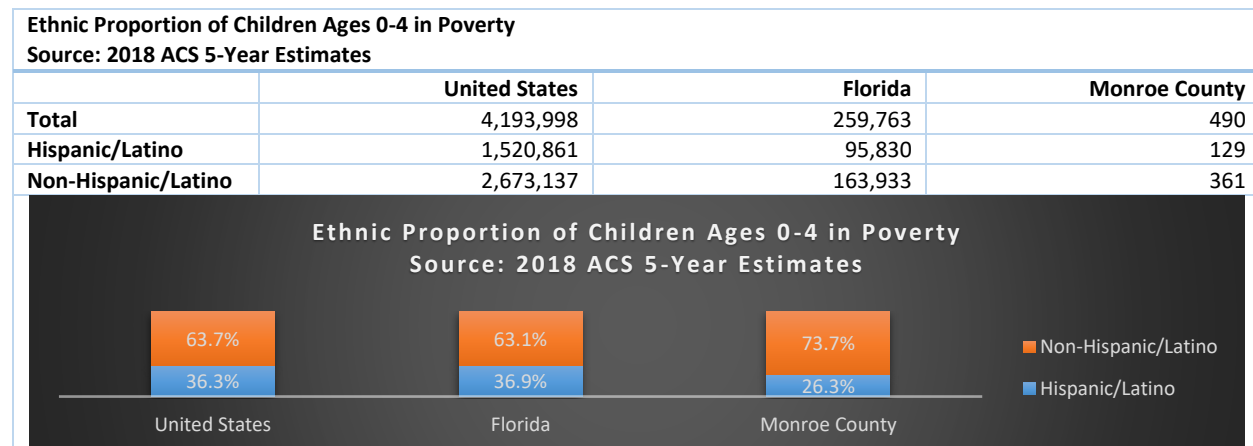 Ethnic Proportion of Children Ages 0-4 in Poverty
Source: 2018 ACS 5-Year Estimates
United States Florida Monroe County
Total 4,193,998 259,763 490
Hispanic/Latino 1,520,861 95,830 129
Non-Hispanic/Latino 2,673,137 163,933 361
Ethnic Proportion of Children Ages 0-4 in Poverty
Source: 2018 ACS 5-Year Estimates
63.7% 63.1% 73.7% Non-Hispanic/Latino
36.3% 36.9% 26.3% Hispanic/Latino
United States Florida Monroe County